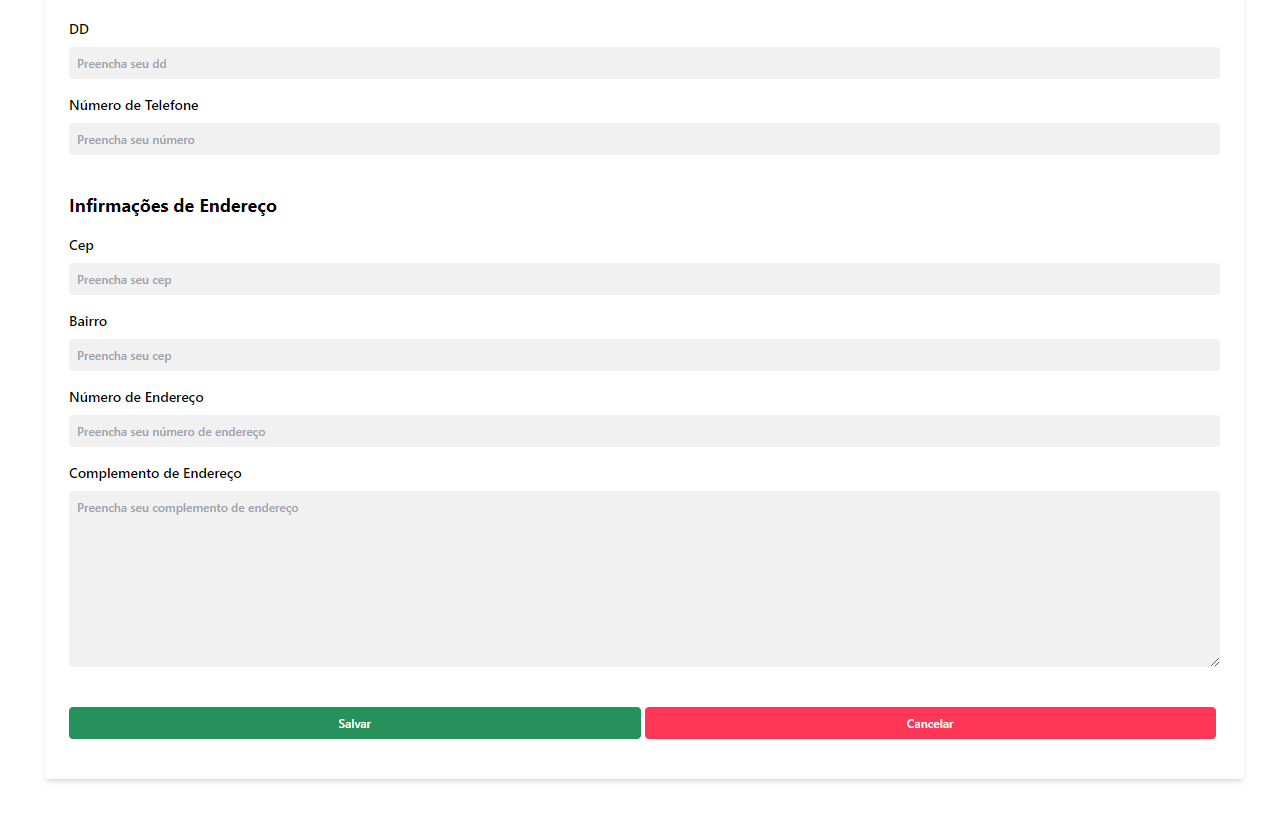 DD
Preencha seu dd
Número de Telefone
Preencha seu número
Infirmações de Endereço
Cep
Preencha seu cep
Bairro
Preencha seu cep
Número de Endereço
Preencha seu número de endereço
Complemento de Endereço
Preencha seu complemento de endereço
Salvar Cancelar